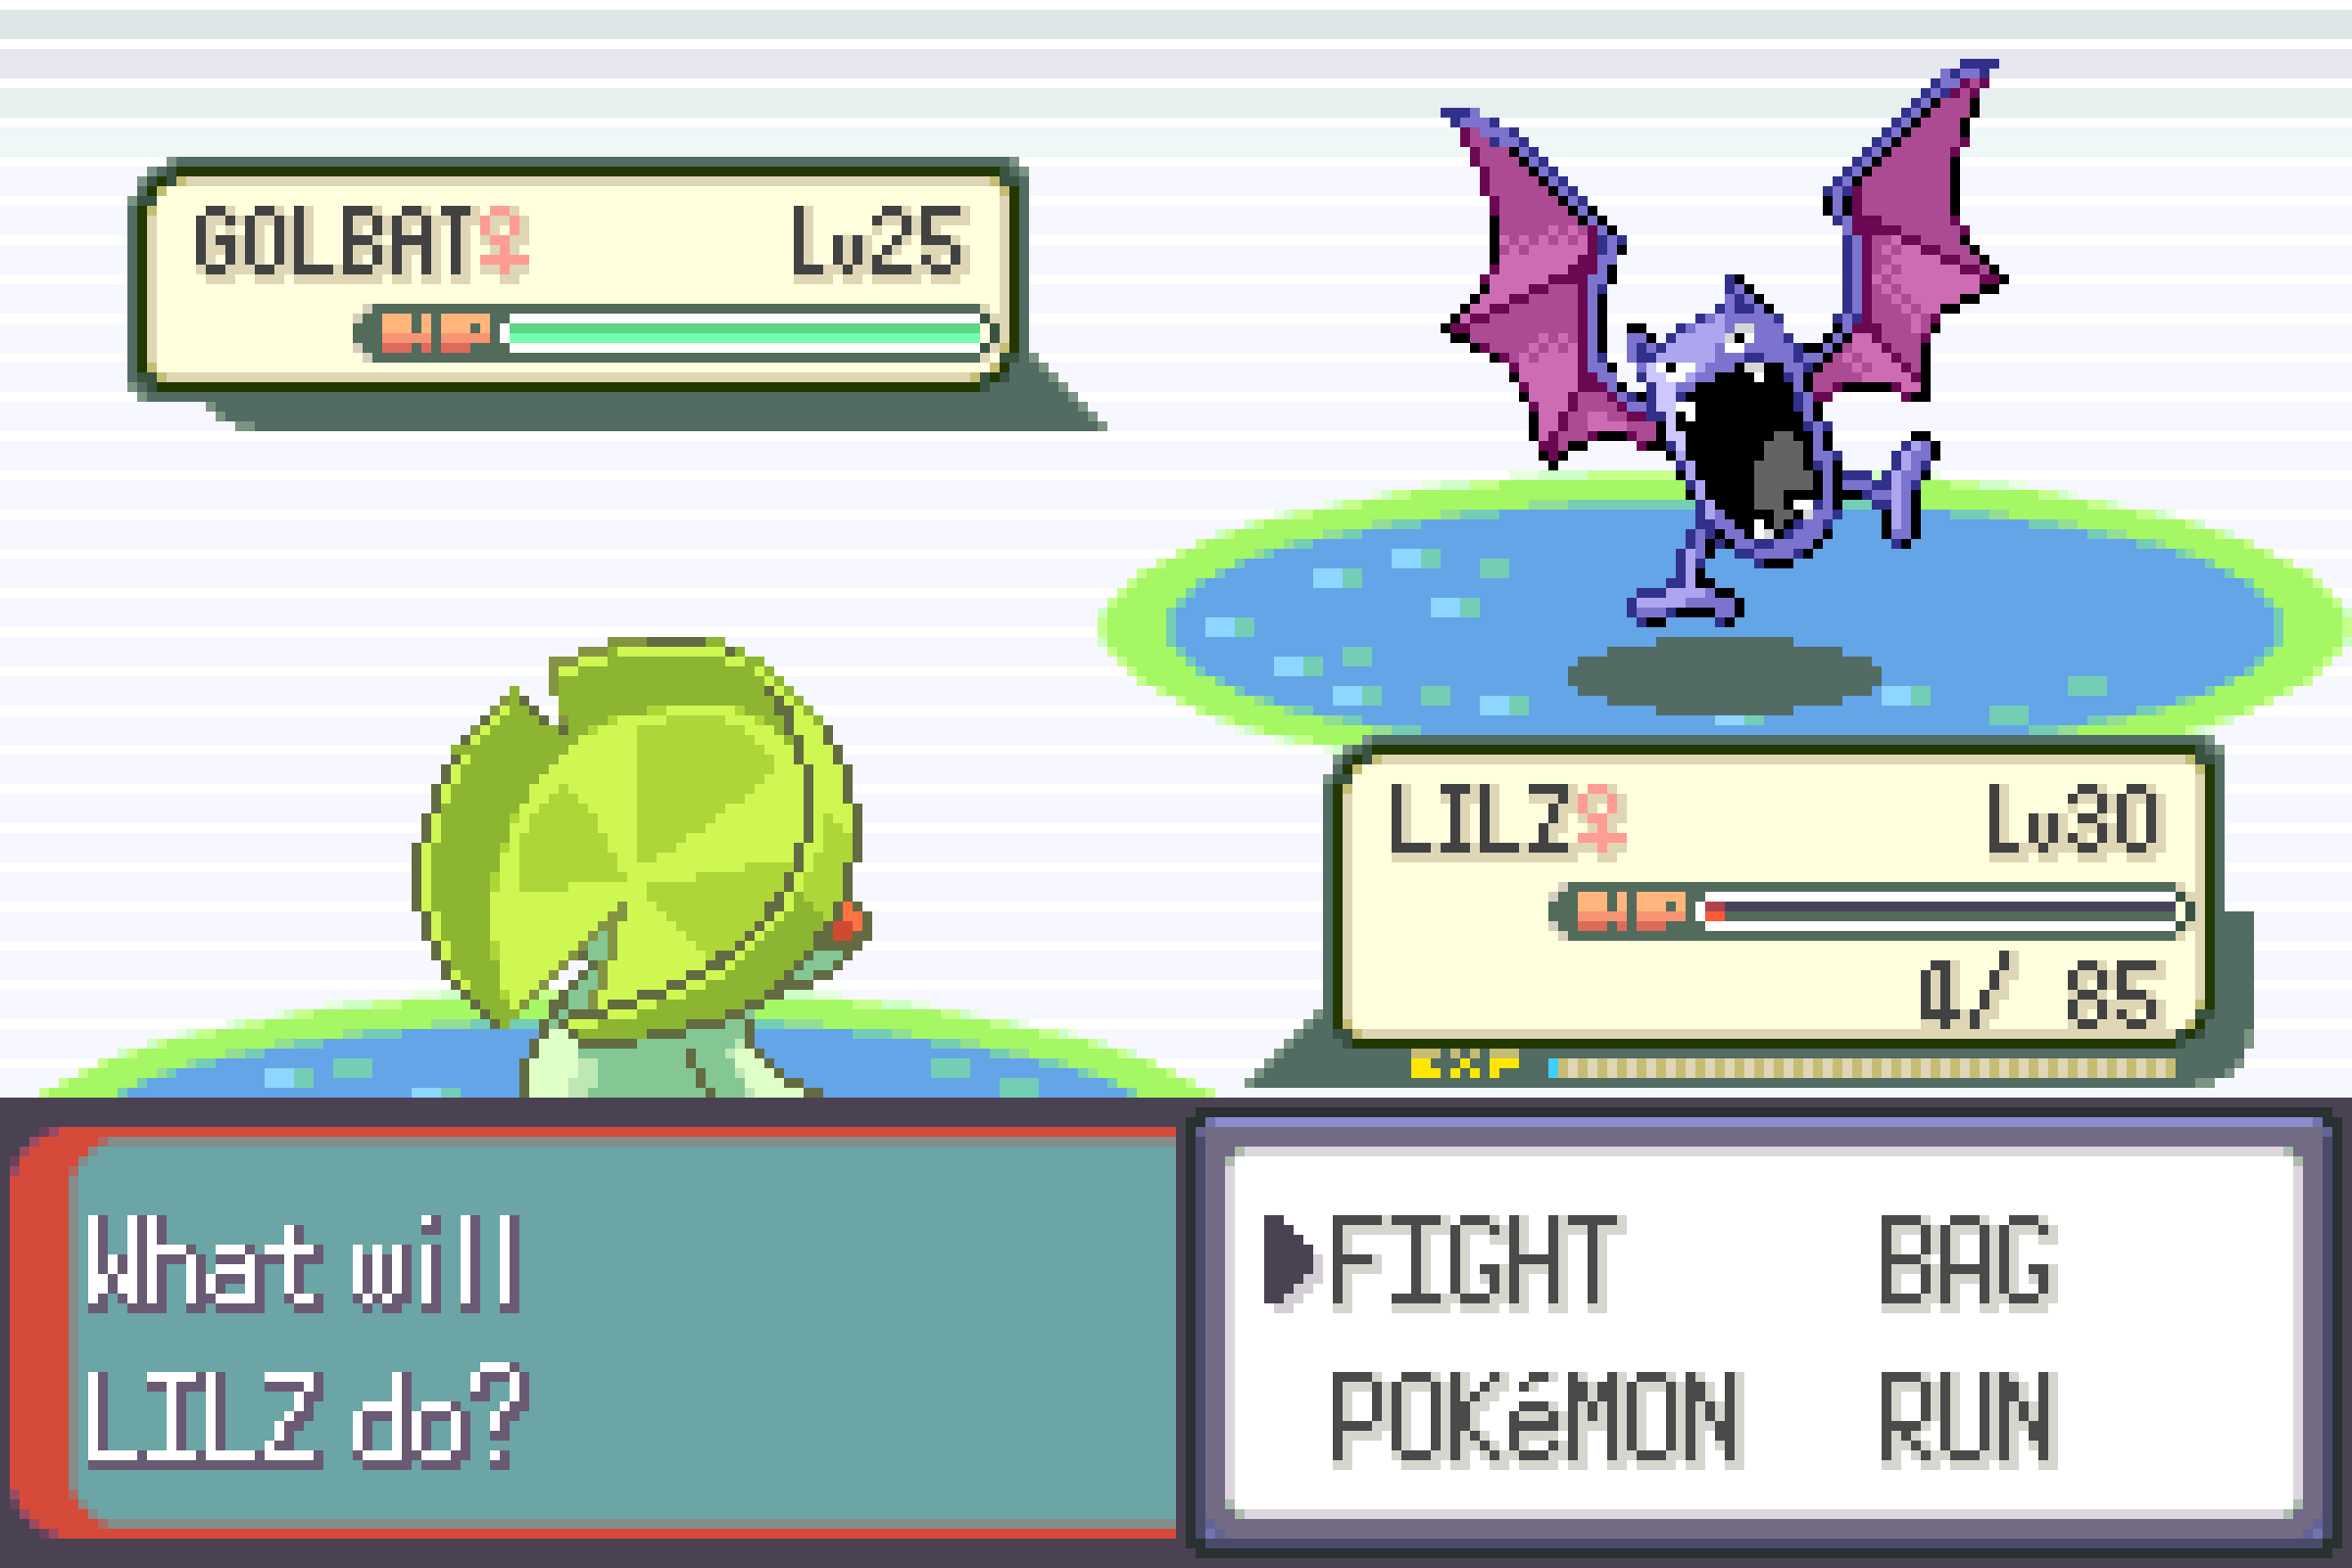 GOLBAT♀ Lv25
HP
LILZ♀ Lv30
HP
4/ 85
EXP
What will
LILZ do?
▶FIGHT BAG
POKéMON RUN